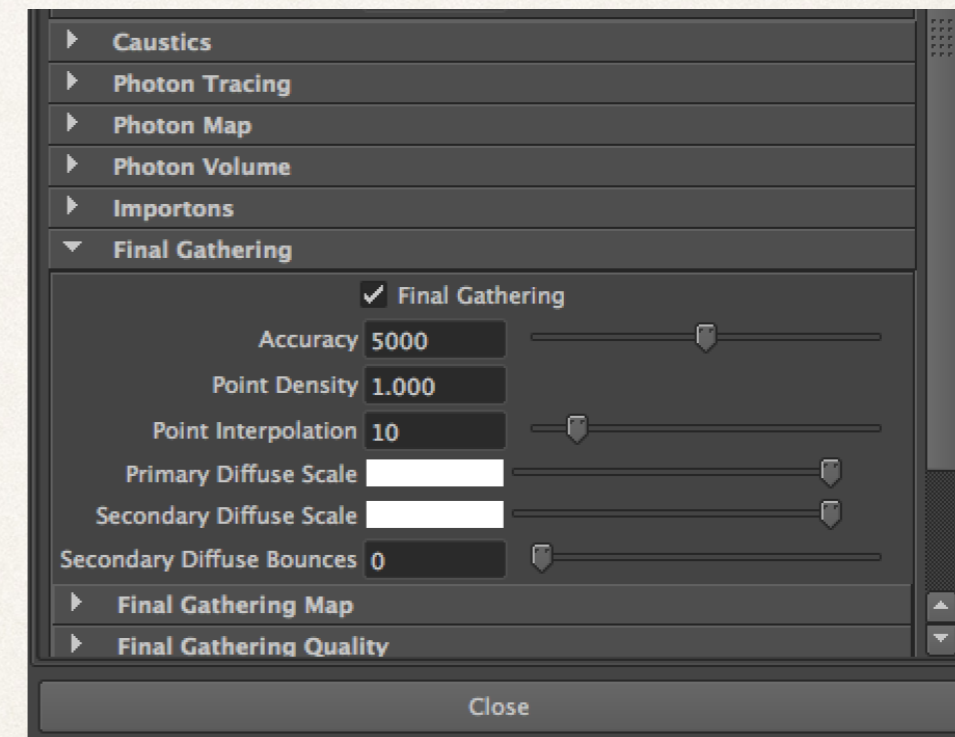 Caustics
Photon Tracing
Photon Map
Photon Volume
Importons
Final Gathering
Final Gathering
Accuracy 5000
Point Density 1.000
Point Interpolation 10
Primary Diffuse Scale
Secondary Diffuse Scale
Secondary Diffuse Bounces 0
Final Gathering Map
Final Gathering Quality
Close